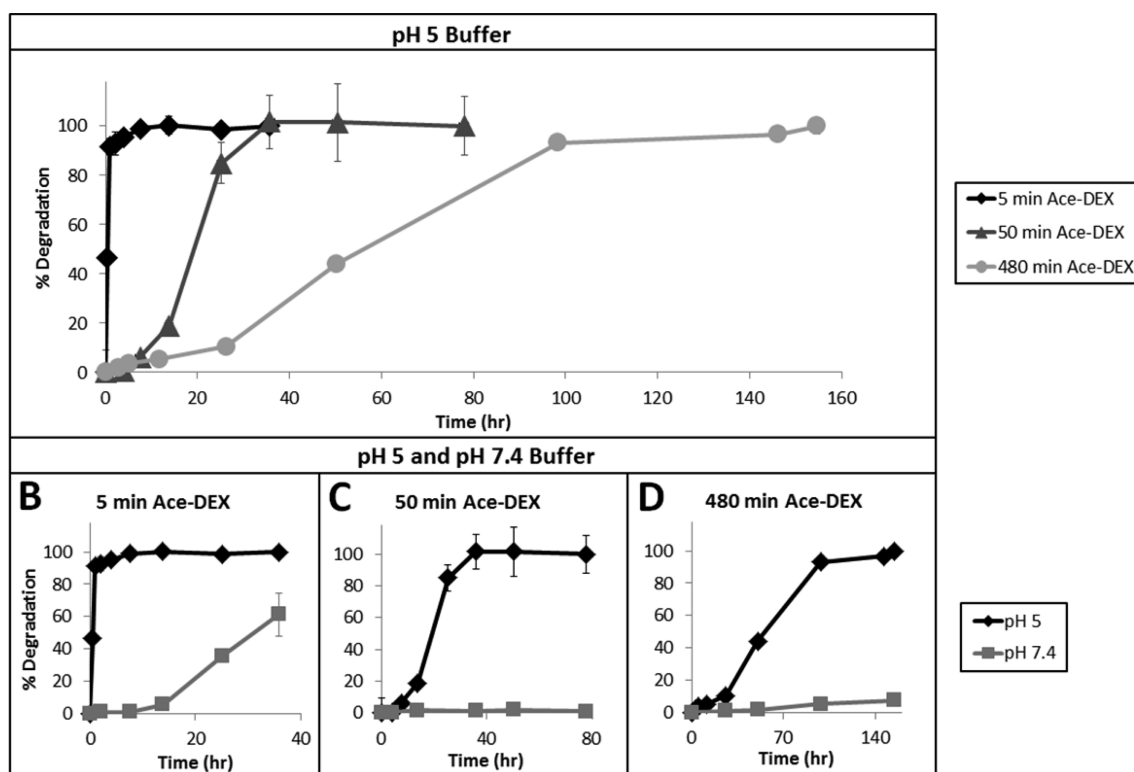 pH 5 Buffer
100
80
60
40
20
0
% Degradation
0 20 40 60 80 100 120 140 160
Time (hr)
5 min Ace-DEX
50 min Ace-DEX
480 min Ace-DEX
pH 5 and pH 7.4 Buffer
B
5 min Ace-DEX
100
80
60
40
20
0
% Degradation
0 20 40
Time (hr)
C
50 min Ace-DEX
100
80
60
40
20
0
0 40 80
Time (hr)
D
480 min Ace-DEX
100
80
60
40
20
0
0 70 140
Time (hr)
pH 5
pH 7.4